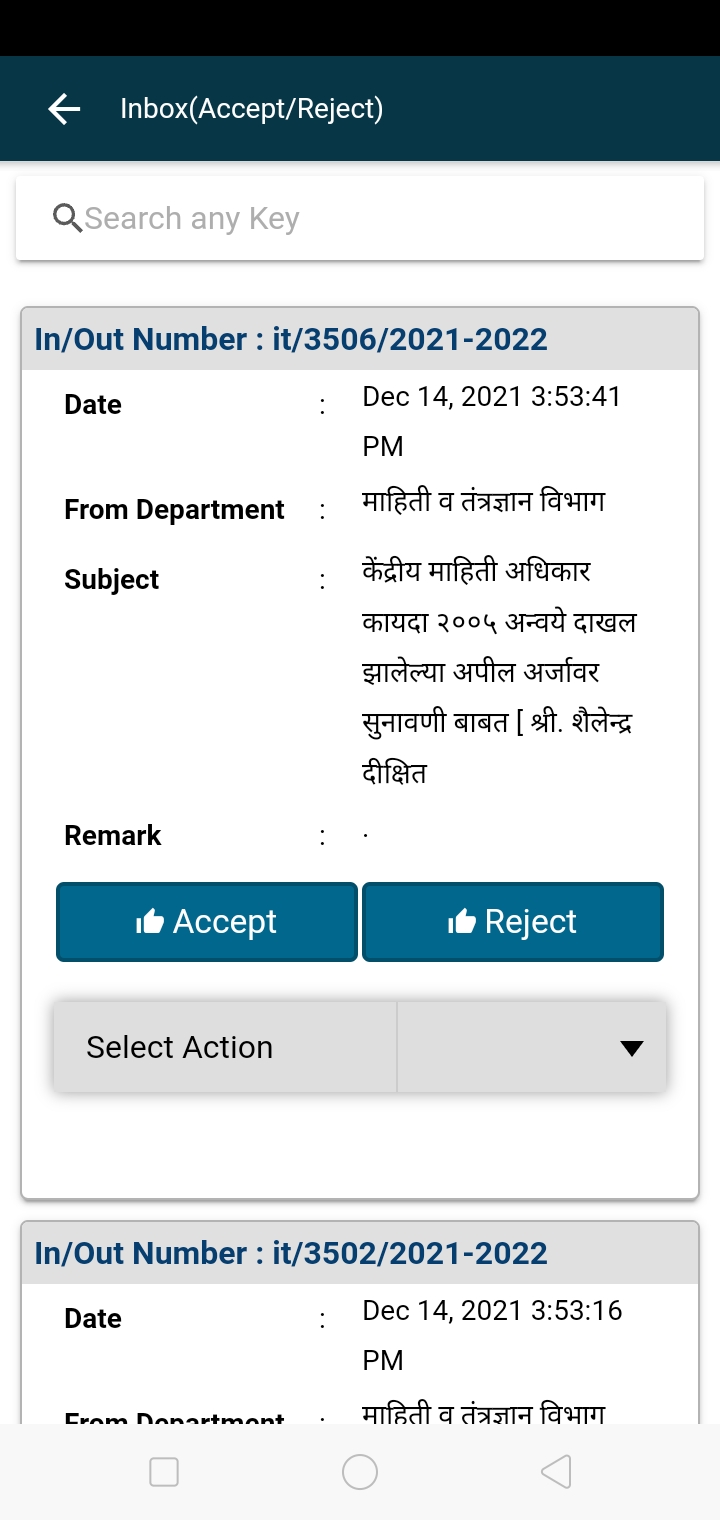 Inbox(Accept/Reject)
Search any Key
In/Out Number : it/3506/2021-2022
Date : Dec 14, 2021 3:53:41
PM
From Department : माहिती व तंत्रज्ञान विभाग
Subject : केंद्रीय माहिती अधिकार
कायदा २००५ अन्वये दाखल
झालेल्या अपील अर्जावर
सुनावणी बाबत [ श्री. शैलेन्द्र
दीक्षित
Remark : .
Accept Reject
Select Action
In/Out Number : it/3502/2021-2022
Date : Dec 14, 2021 3:53:16
PM
From Department : माहिती व तंत्रज्ञान विभाग